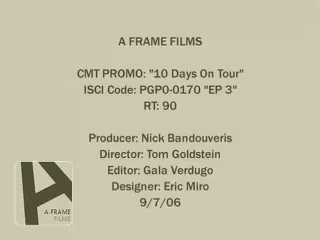 A FRAME FILMS
CMT PROMO: "10 Days On Tour"
ISCI Code: PGP0-0170 "EP 3"
RT: 90
Producer: Nick Bandouveris
Director: Tom Goldstein
Editor: Gala Verdugo
Designer: Eric Miro
9/7/06
A-FRAME
FILMS